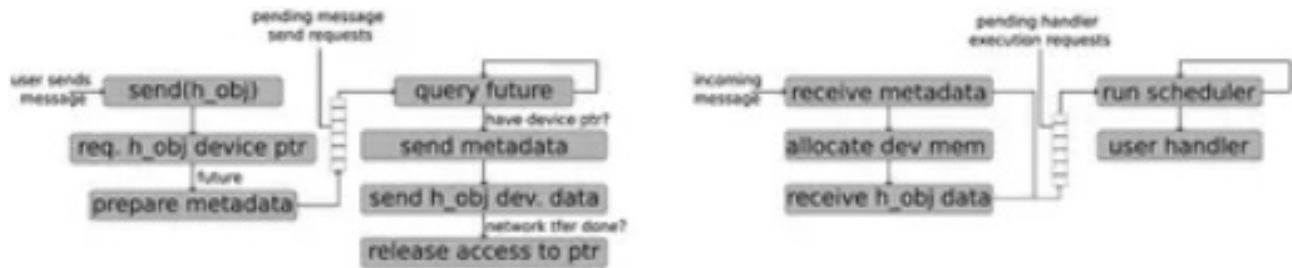 pending message
send requests
user sends
message
send(h_obj)
req. h_obj device ptr
future
prepare metadata
query future
have device ptr?
send metadata
send h_obj dev. data
network tfer done?
release access to ptr
pending handler
execution requests
incoming
message
receive metadata
allocate dev mem
receive h_obj data
run scheduler
user handler